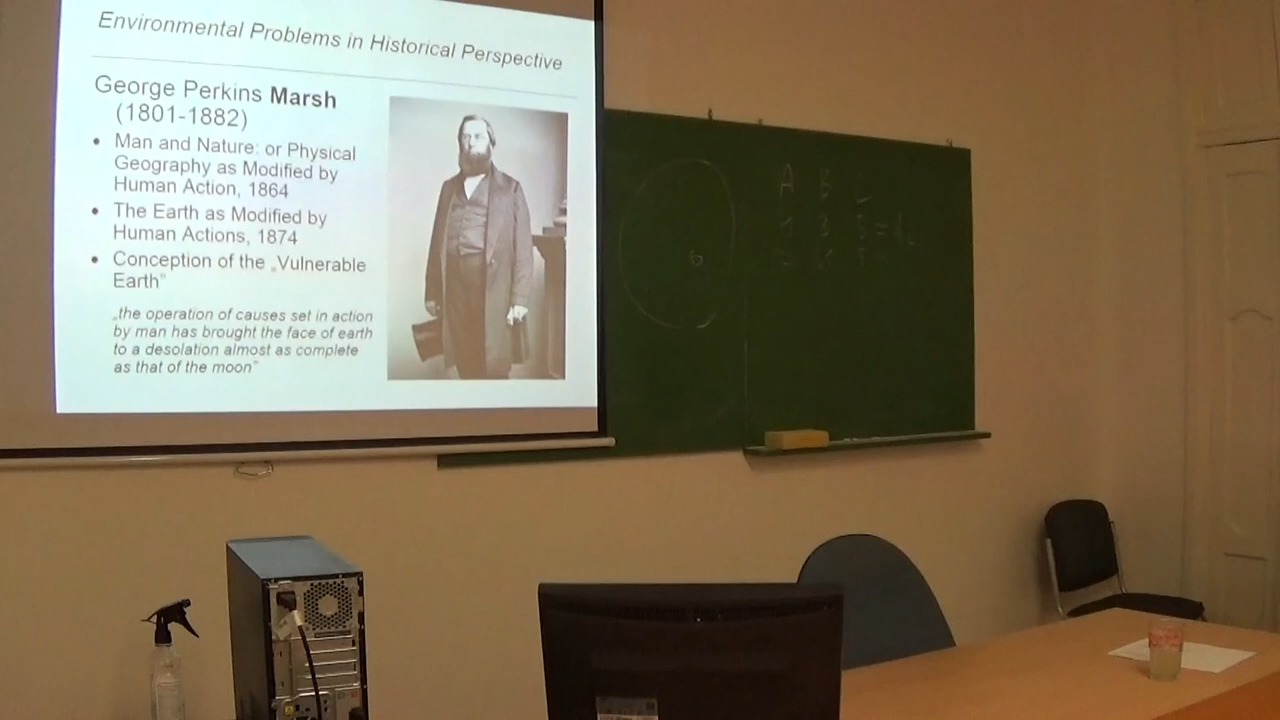 Environmental Problems in Historical Perspective
George Perkins Marsh
(1801-1882)
• Man and Nature: or Physical
Geography as Modified by
Human Action, 1864
• The Earth as Modified by
Human Actions, 1874
• Conception of the „Vulnerable
Earth"
„the operation of causes set in action
by man has brought the face of earth
to a desolation almost as complete
as that of the moon"
A B C